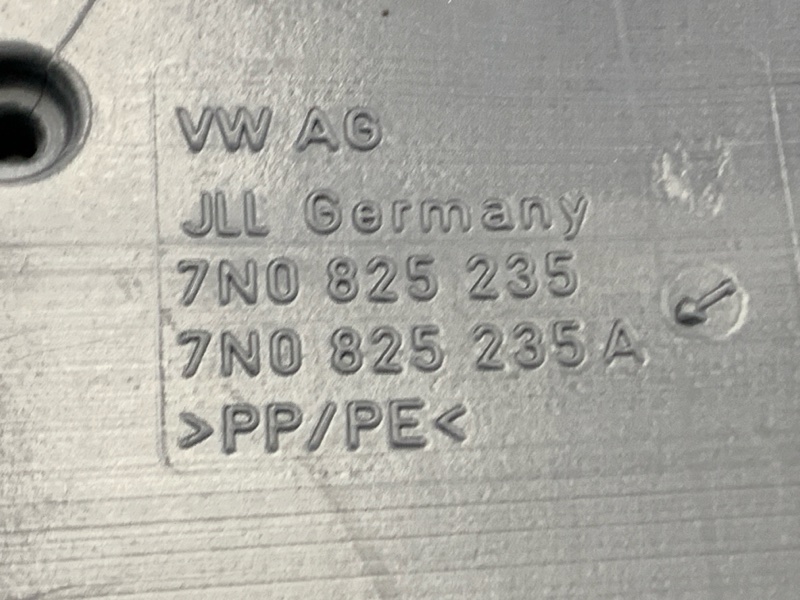 VW AG
JLL Germany
7N0 825 235
7N0 825 235 A
>PP/PE<